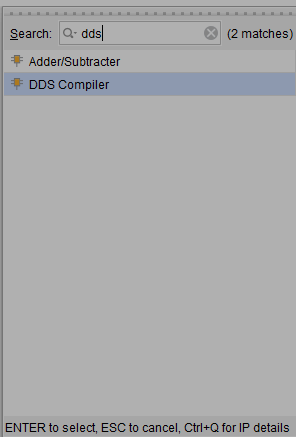 Search: dds (2 matches)
Adder/Subtracter
DDS Compiler
ENTER to select, ESC to cancel, Ctrl+Q for IP details